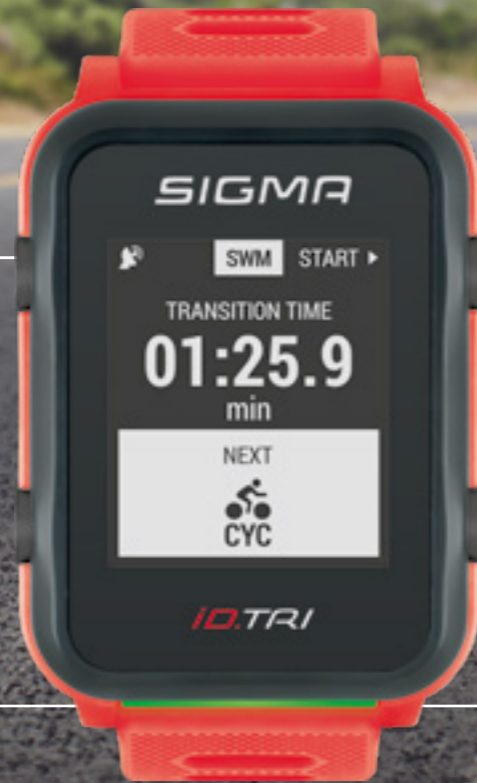 SIGMA
SWM START ▸
TRANSITION TIME
01:25.9
min
NEXT
CYC
iD.TRI